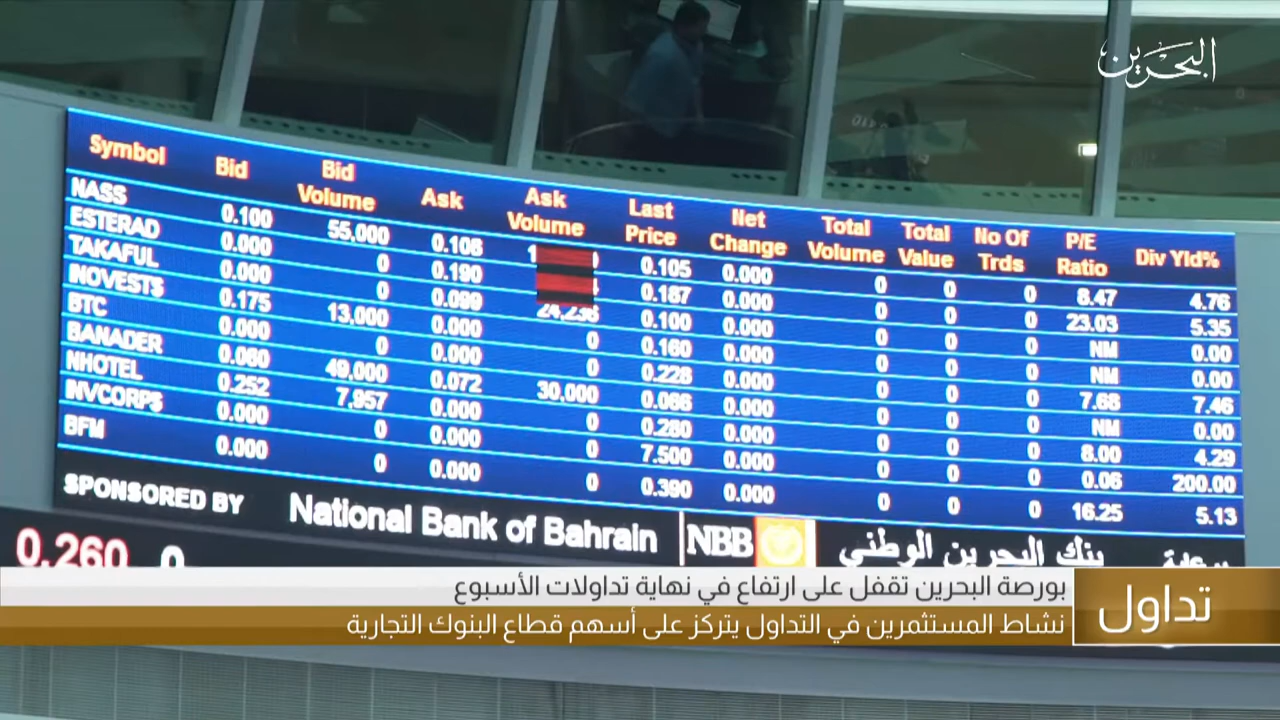 البحرين
Symbol Bid Bid Volume Ask Ask Volume Last Price Net Change Total Volume Total Value No Of Trds P/E Ratio Div Yld%
NASS 0.100 55,000 0.106 0.105 0.000 0 0 0 8.47 4.76
ESTERAD 0.000 0 0.190 0.187 0.000 0 0 0 23.03 5.35
TAKAFUL 0.000 0 0.099 0.100 0.000 0 0 0 NM 0.00
INOVEST$ 0.175 13,000 0.000 0 0.160 0.000 0 0 0 NM 0.00
BTC 0.000 0 0.000 0 0.228 0.000 0 0 0 7.68 7.46
BANADER 0.060 49,000 0.072 30,000 0.066 0.000 0 0 0 NM 0.00
NHOTEL 0.252 7,957 0.000 0 0.280 0.000 0 0 0 8.00 4.29
INVCORP$ 0.000 0 0.000 0 7.500 0.000 0 0 0 0.06 200.00
BFM 0.000 0 0.000 0 0.390 0.000 0 0 0 16.25 5.13
SPONSORED BY National Bank of Bahrain NBB بنك البحرين الوطني
0.260 0
تداول
بورصة البحرين تقفل على ارتفاع في نهاية تداولات الأسبوع
نشاط المستثمرين في التداول يتركز على أسهم قطاع البنوك التجارية